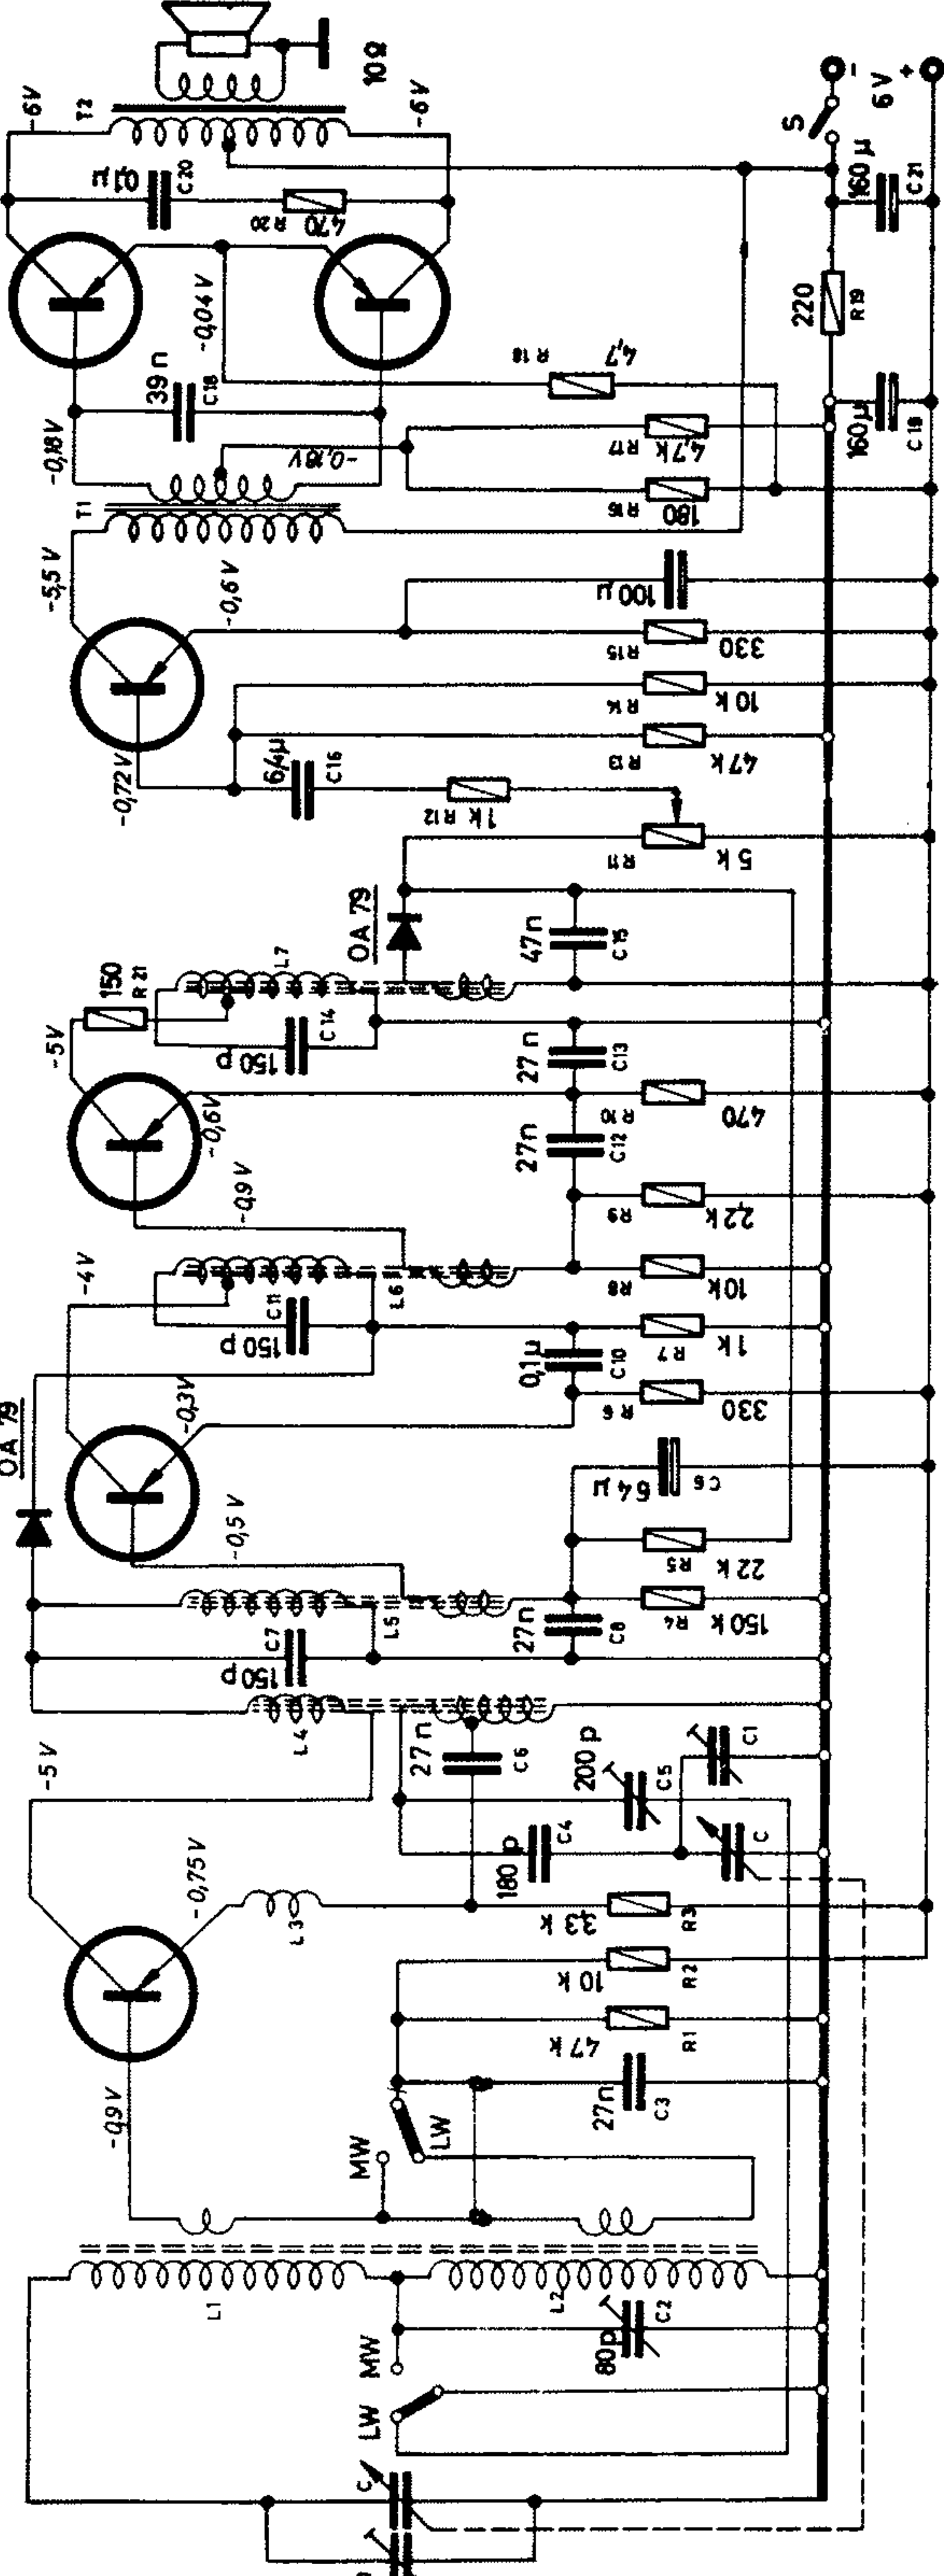 10Ω
-6V
T2
-6V
0,1µ
C20
470
R20
S
-
6V
+
160µ
C21
220
R19
-0,04V
39n
C18
R18
4,7
-0,18V
-0,18V
R17
4,7k
160µ
C19
T1
R16
180
-5,5V
-0,6V
100µ
R15
330
R14
10k
R13
47k
-0,72V
6,4µ
C16
R12
1k
R11
5k
OA 79
47n
C15
L7
150
R21
C14
150p
-5V
27n
C13
-0,6V
R10
470
27n
C12
-0,9V
R9
2,2k
R8
10k
-4V
L6
C11
150p
R7
1k
0,1µ
C10
OA 79
-0,3V
R6
330
6,4µ
-0,5V
R5
22k
R4
150k
27n
C8
L5
C7
150p
L4
27n
C6
-5V
C1
200p
C5
180p
C4
C
-0,75V
L3
3,3k
R3
10k
R2
47k
R1
27n
C3
-0,9V
MW
LW
L1
L2
80p
C2
MW
LW
C